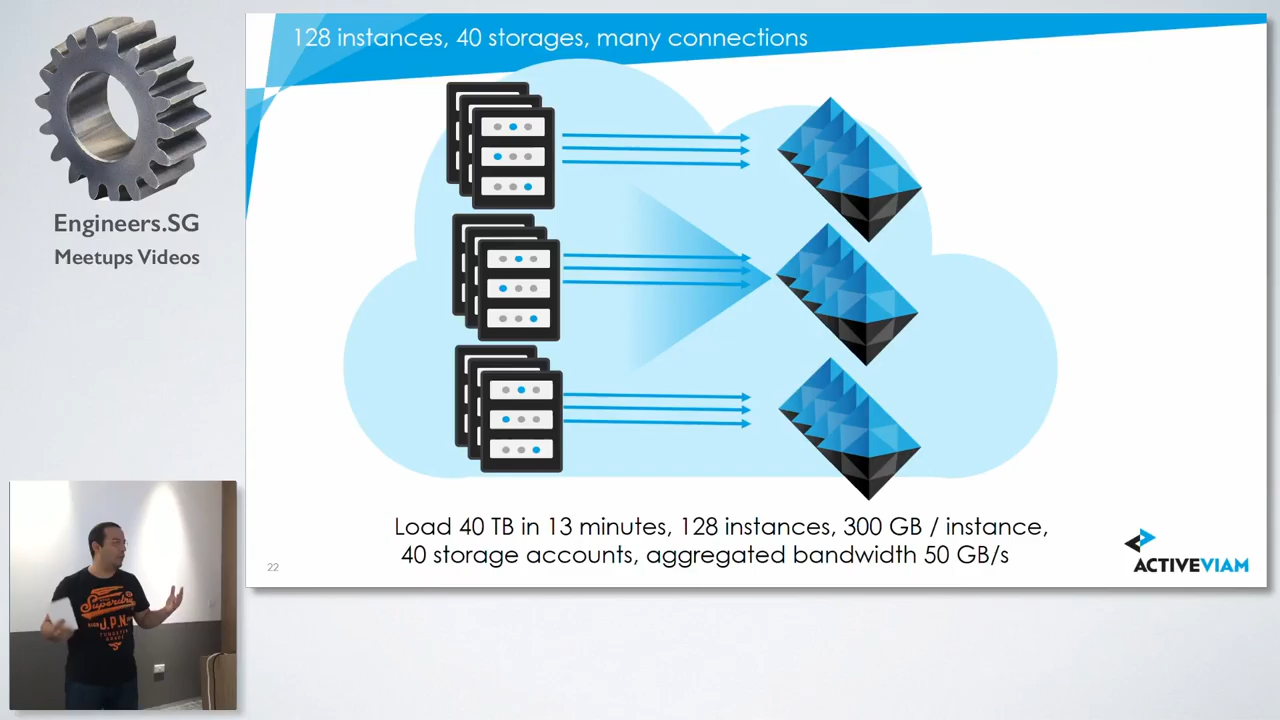 128 instances, 40 storages, many connections
Engineers.SG
Meetups Videos
Load 40 TB in 13 minutes, 128 instances, 300 GB / instance,
40 storage accounts, aggregated bandwidth 50 GB/s
22
ACTIVEVIAM
Superdry
J.P.N.